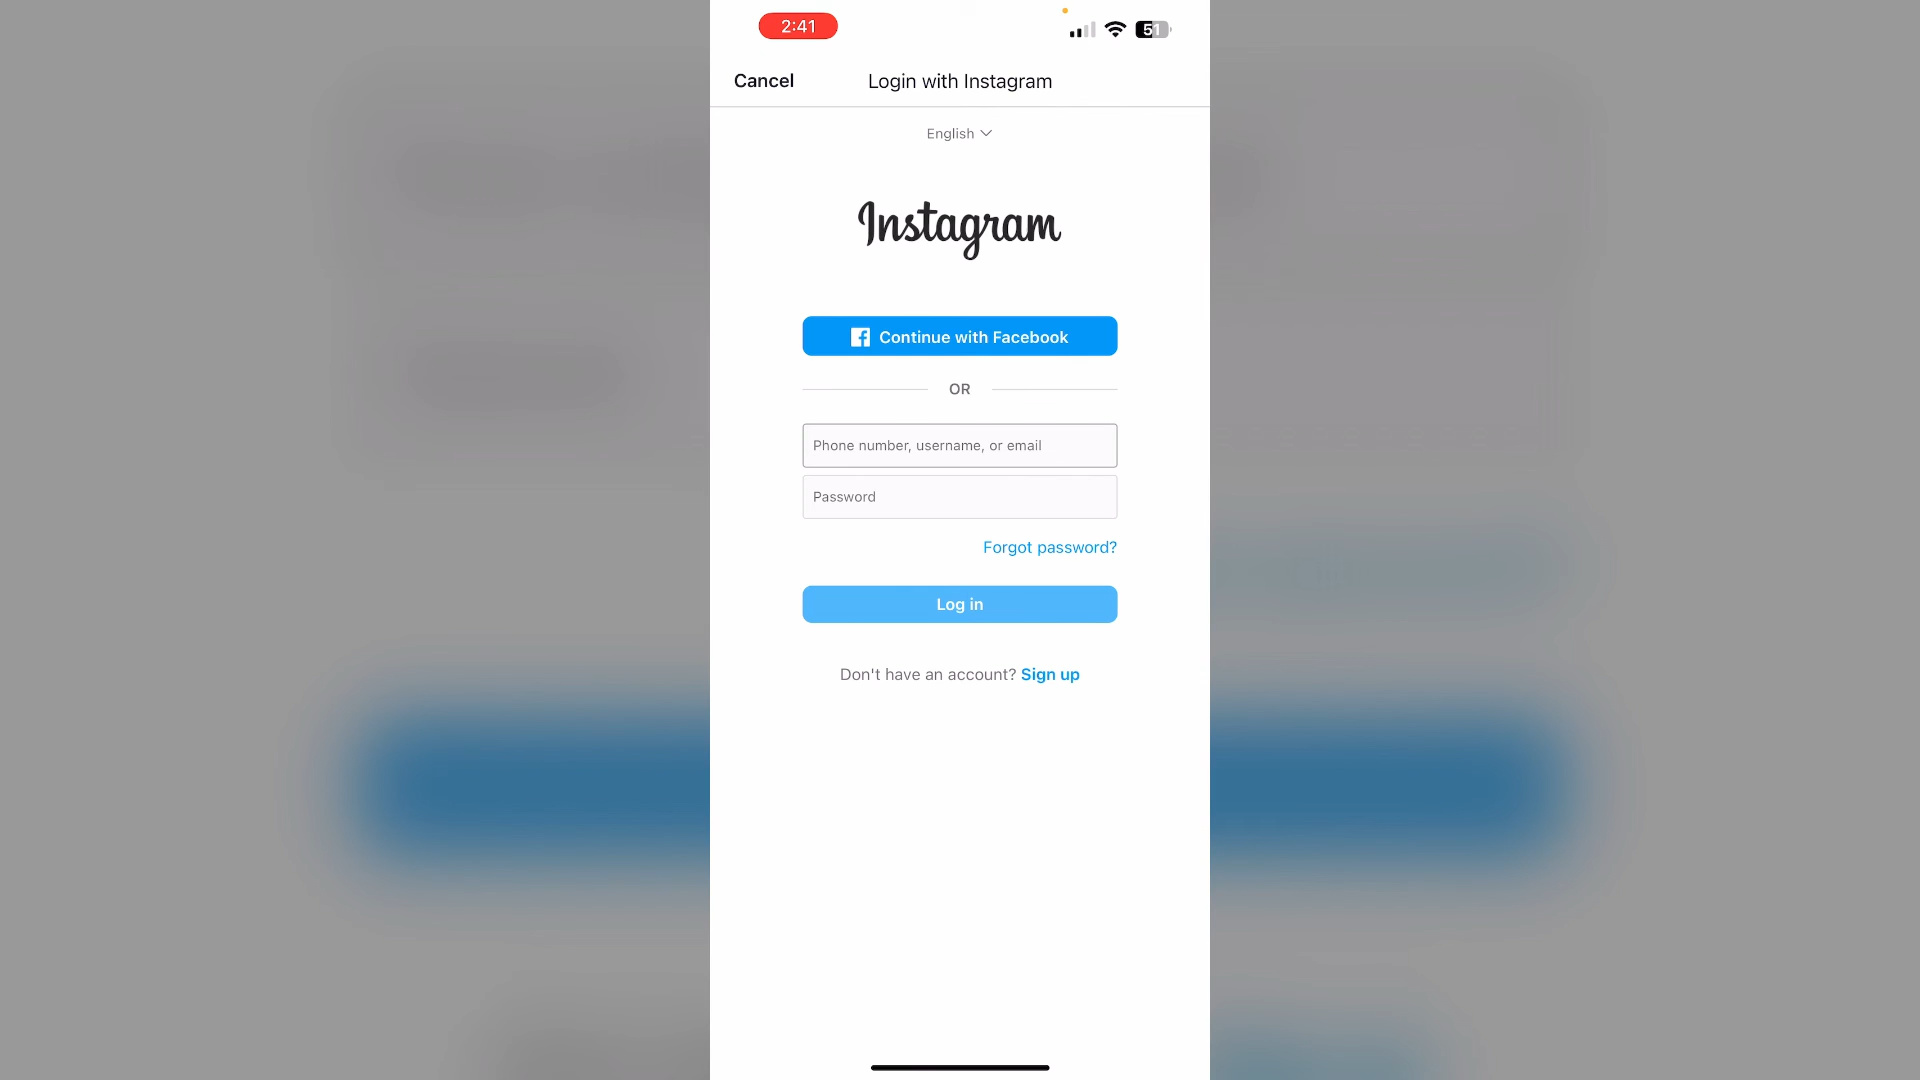 2:41
51
Cancel
Login with Instagram
English
Instagram
Continue with Facebook
OR
Phone number, username, or email
Password
Forgot password?
Log in
Don't have an account? Sign up